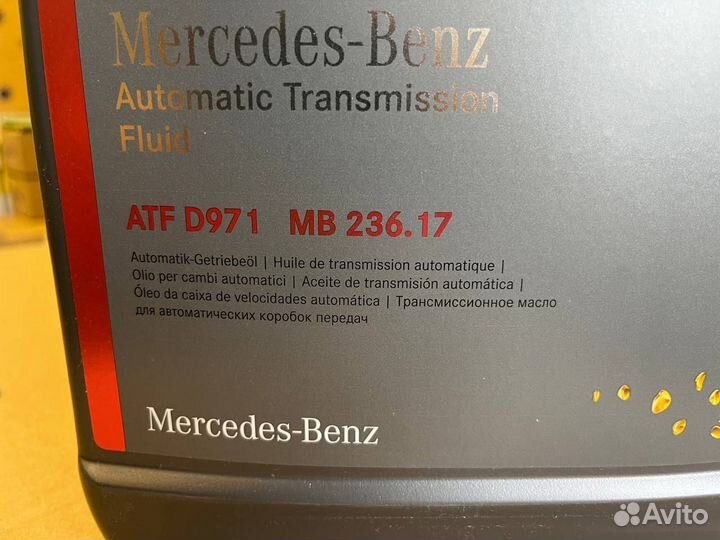 Mercedes-Benz
Automatic Transmission
Fluid
ATF D971 MB 236.17
Automatik-Getriebeöl | Huile de transmission automatique |
Olio per cambi automatici | Aceite de transmisión automática |
Óleo da caixa de velocidades automática | Трансмиссионное масло
для автоматических коробок передач
Mercedes-Benz
Avito